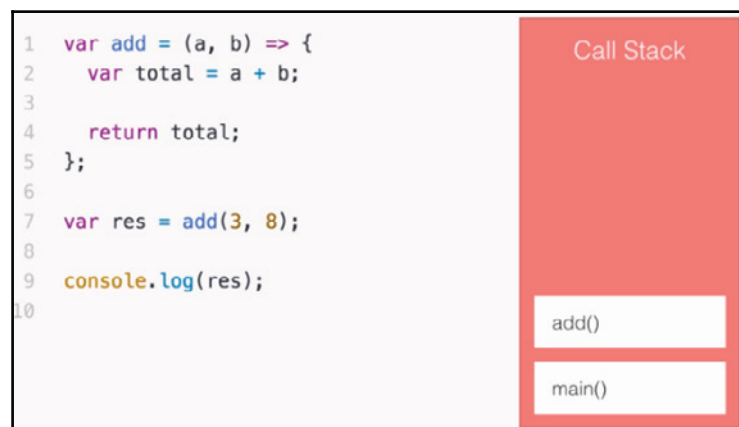 1 var add = (a, b) => {
2 var total = a + b;
3
4 return total;
5 };
6
7 var res = add(3, 8);
8
9 console.log(res);
10
Call Stack
add()
main()